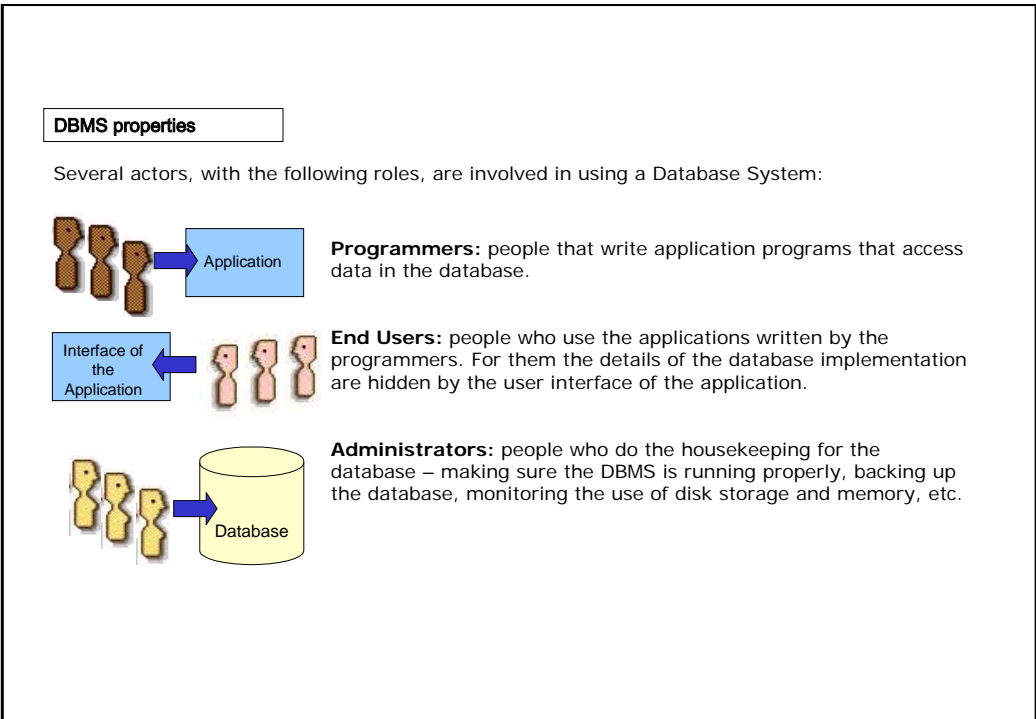 DBMS properties
Several actors, with the following roles, are involved in using a Database System:
Application
Programmers: people that write application programs that access
data in the database.
Interface of
the
Application
End Users: people who use the applications written by the
programmers. For them the details of the database implementation
are hidden by the user interface of the application.
Database
Administrators: people who do the housekeeping for the
database – making sure the DBMS is running properly, backing up
the database, monitoring the use of disk storage and memory, etc.